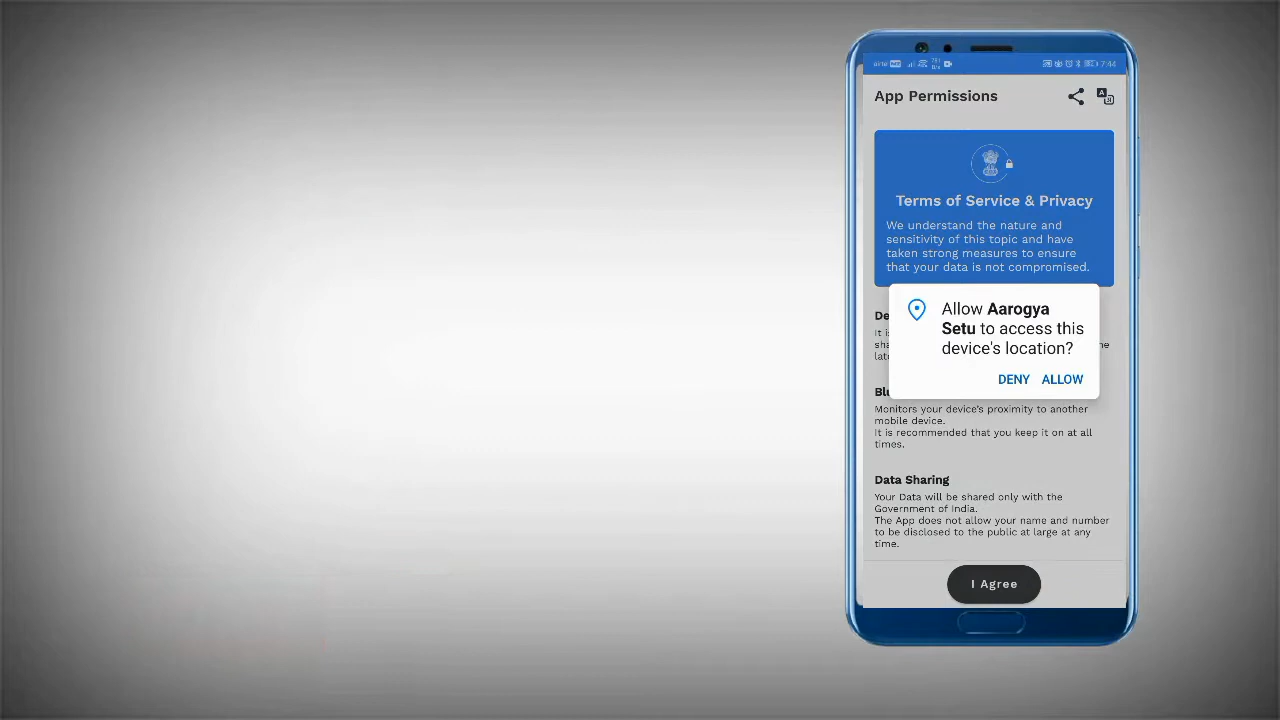 7:44
App Permissions
Terms of Service & Privacy
We understand the nature and
sensitivity of this topic and have
taken strong measures to ensure
that your data is not compromised.
Allow Aarogya
Setu to access this
device's location?
DENY ALLOW
Monitors your device's proximity to another
mobile device.
It is recommended that you keep it on at all
times.
Data Sharing
Your Data will be shared only with the
Government of India.
The App does not allow your name and number
to be disclosed to the public at large at any
time.
I Agree